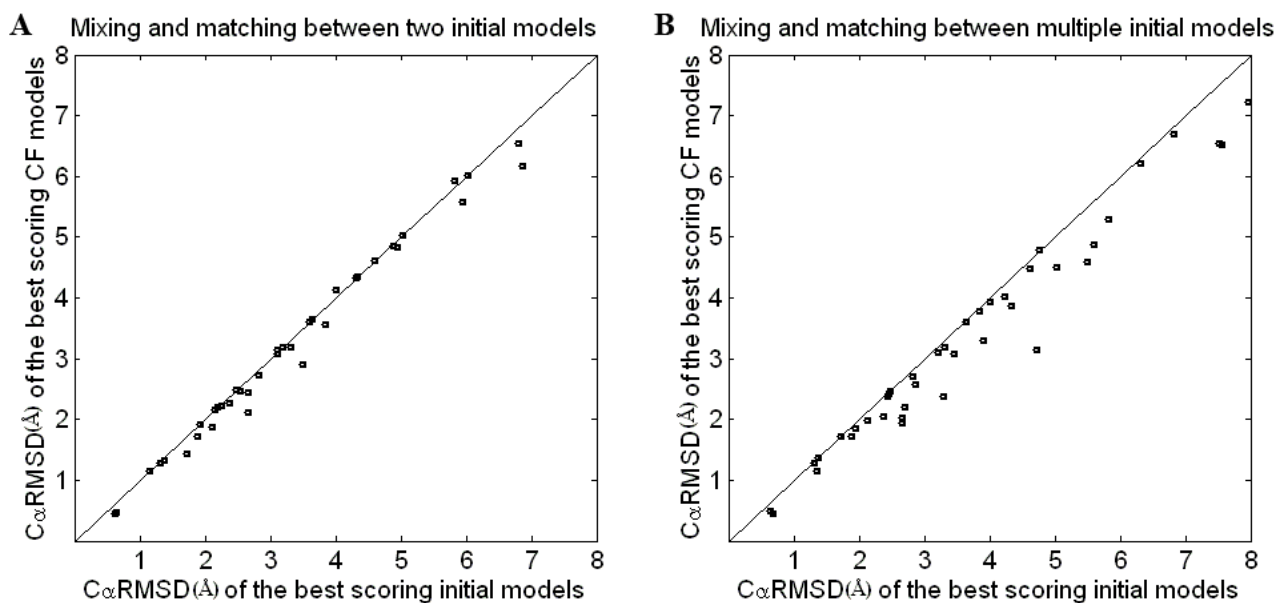 A Mixing and matching between two initial models
CαRMSD(Å) of the best scoring CF models
8
7
6
5
4
3
2
1
1 2 3 4 5 6 7 8
CαRMSD(Å) of the best scoring initial models
B Mixing and matching between multiple initial models
CαRMSD(Å) of the best scoring CF models
8
7
6
5
4
3
2
1
1 2 3 4 5 6 7 8
CαRMSD(Å) of the best scoring initial models